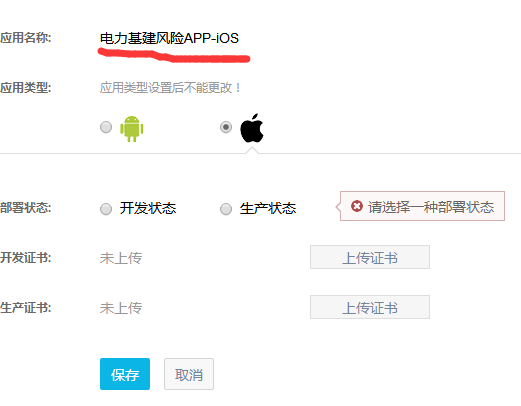 应用名称: 电力基建风险APP-iOS
应用类型: 应用类型设置后不能更改！
部署状态: 开发状态 生产状态 请选择一种部署状态
开发证书: 未上传 上传证书
生产证书: 未上传 上传证书
保存 取消